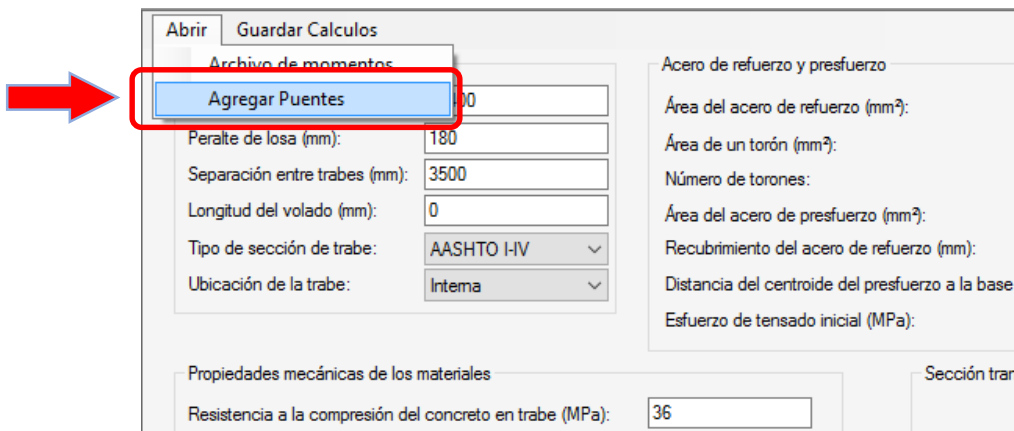 Abrir Guardar Calculos
Archivo de momentos
Agregar Puentes
Peralte de losa (mm): 180
Separación entre trabes (mm): 3500
Longitud del volado (mm): 0
Tipo de sección de trabe: AASHTO I-IV
Ubicación de la trabe: Interna
Acero de refuerzo y presfuerzo
Área del acero de refuerzo (mm²):
Área de un torón (mm²):
Número de torones:
Área del acero de presfuerzo (mm²):
Recubrimiento del acero de refuerzo (mm):
Distancia del centroide del presfuerzo a la base
Esfuerzo de tensado inicial (MPa):
Propiedades mecánicas de los materiales
Resistencia a la compresión del concreto en trabe (MPa): 36
Sección